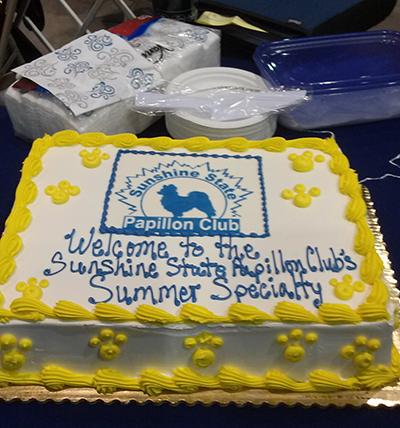 Sunshine State
Papillon Club
Welcome to the
Sunshine State Papillon Club's
Summer Specialty